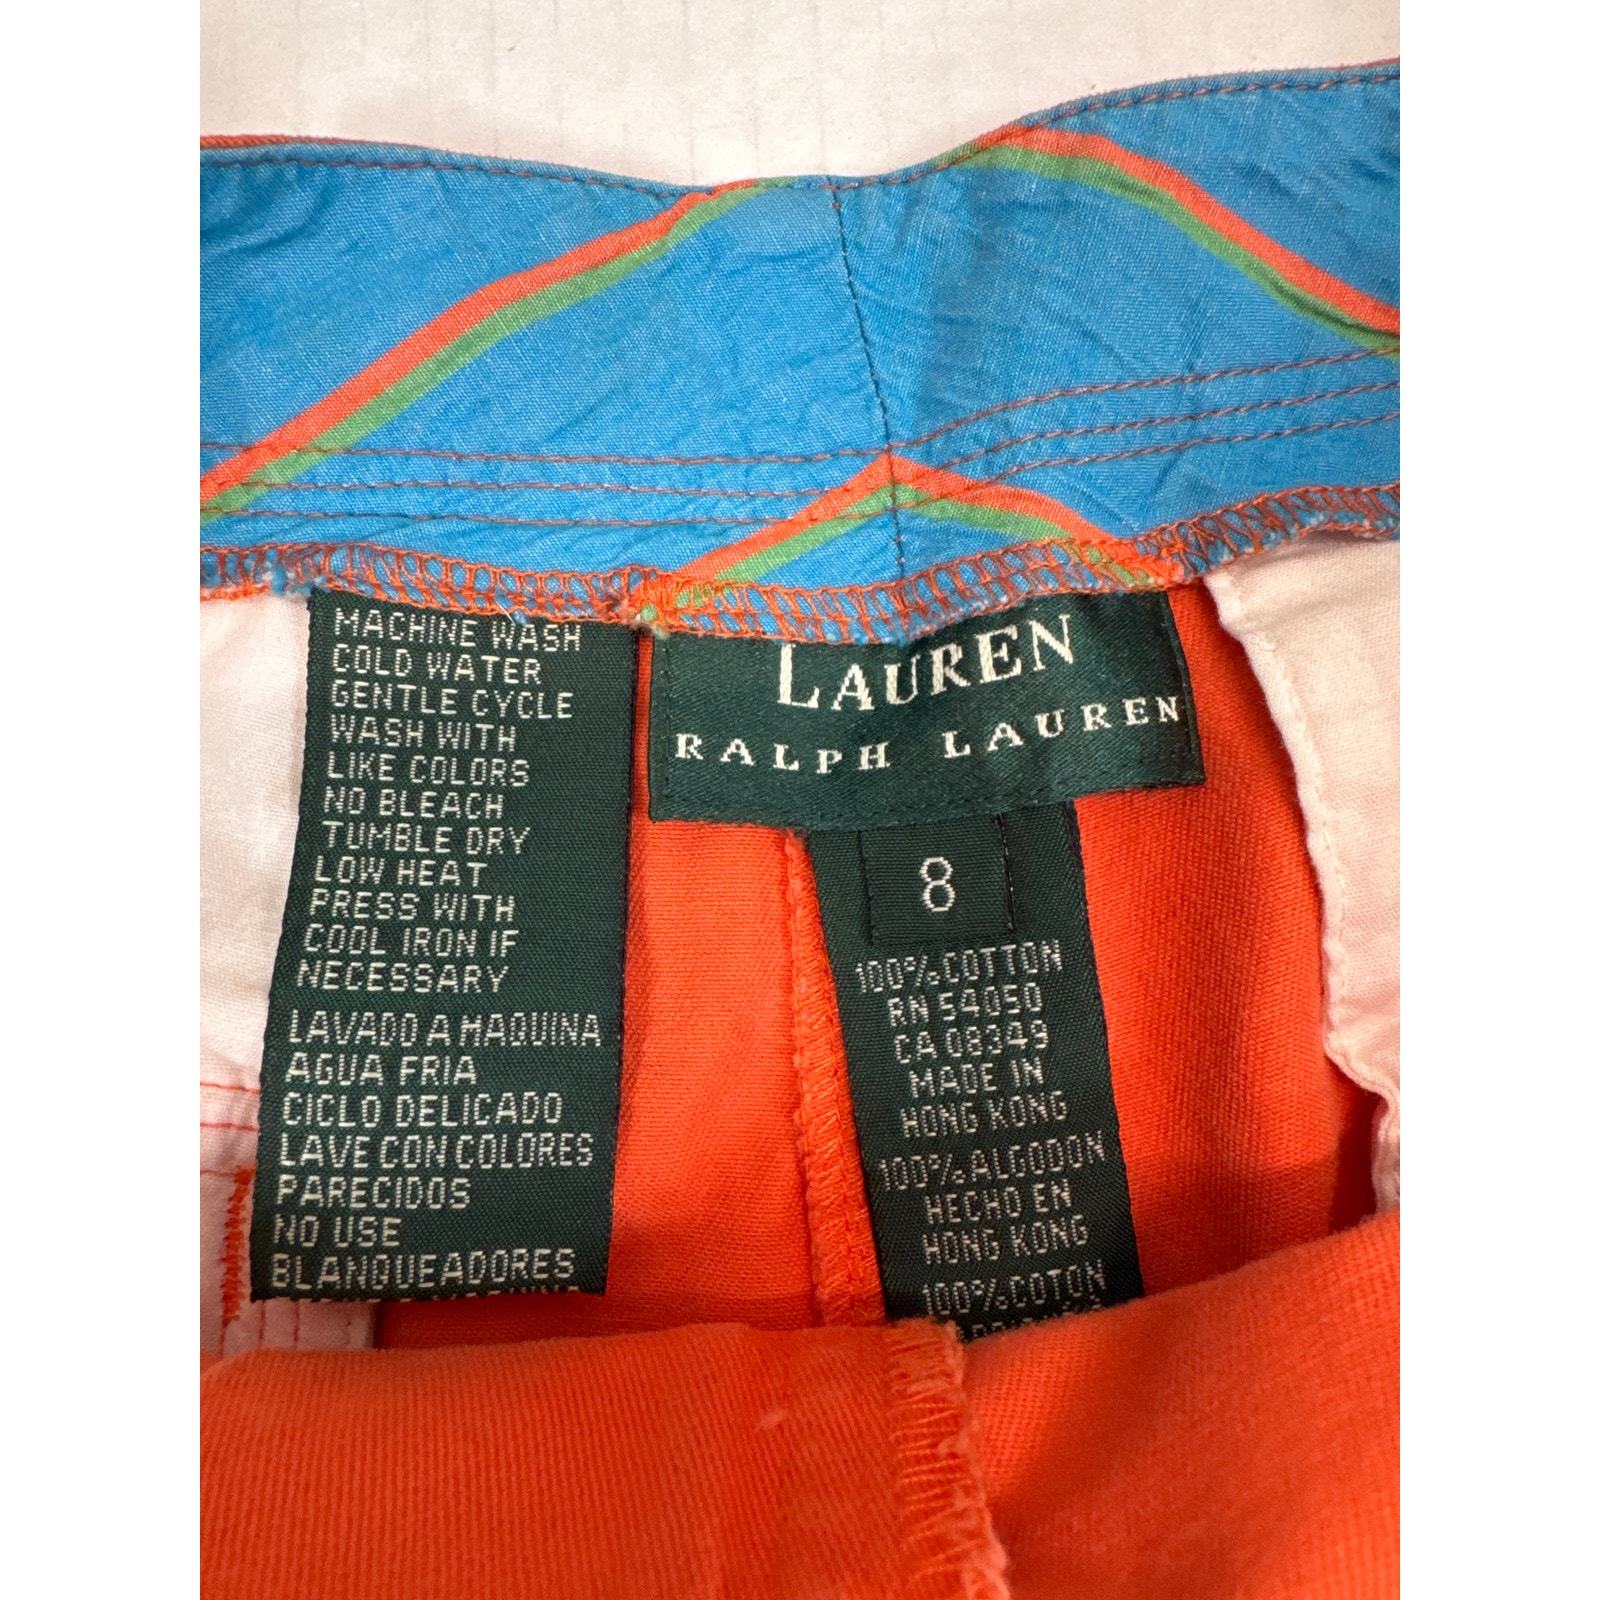 MACHINE WASH
COLD WATER
GENTLE CYCLE
WASH WITH
LIKE COLORS
NO BLEACH
TUMBLE DRY
LOW HEAT
PRESS WITH
COOL IRON IF
NECESSARY
LAVADO A MAQUINA
AGUA FRIA
CICLO DELICADO
LAVE CON COLORES
PARECIDOS
NO USE
BLANQUEADORES
LAUREN
RALPH LAUREN
8
100% COTTON
RN 54050
CA 08349
MADE IN
HONG KONG
100% ALGODON
HECHO EN
HONG KONG
100% COTON